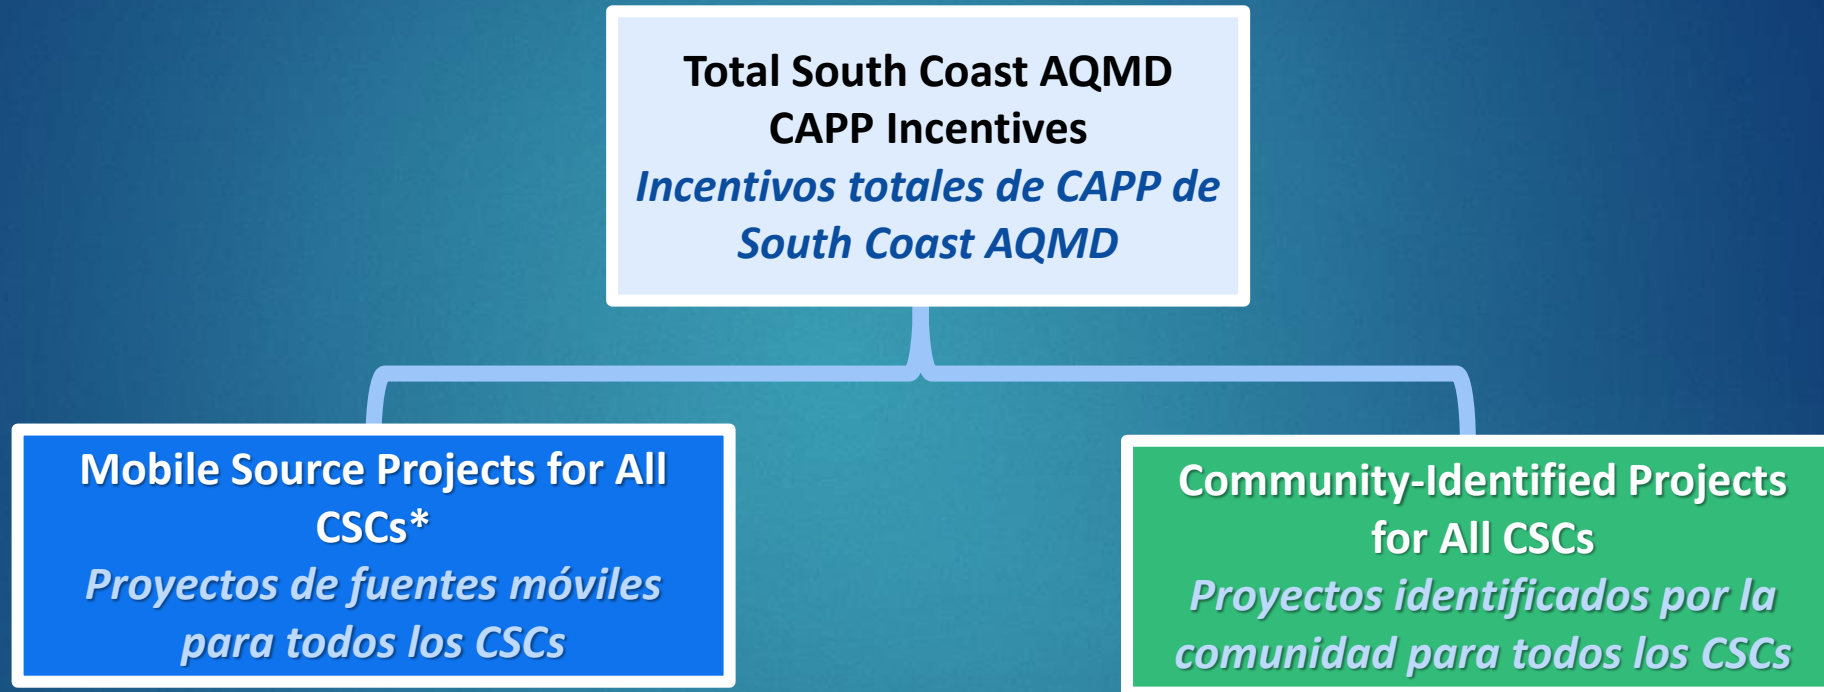 Total South Coast AQMD
CAPP Incentives
Incentivos totales de CAPP de
South Coast AQMD
Mobile Source Projects for All
CSCs*
Proyectos de fuentes móviles
para todos los CSCs
Community-Identified Projects
for All CSCs
Proyectos identificados por la
comunidad para todos los CSCs